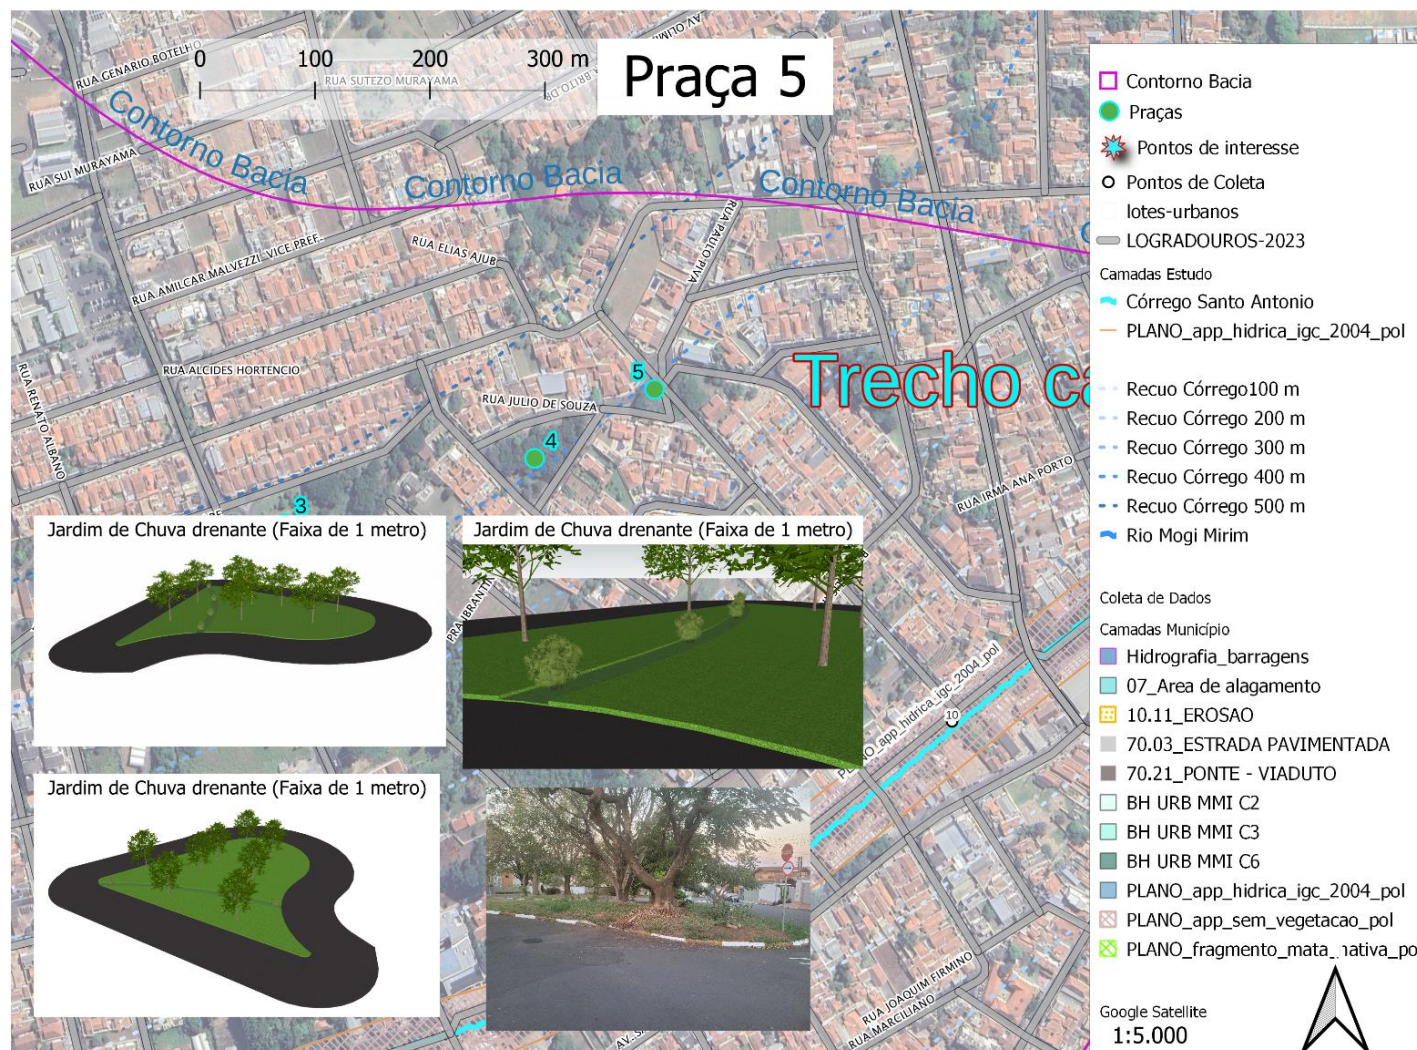 0 100 200 300 m
Praça 5
RUA GENARIO BOTELHO
RUA SUTEZO MURAYAMA
RUA SUI MURAYAMA
Contorno Bacia
Contorno Bacia
Contorno Bacia
RUA PAULO PIVA
RUA ELIAS AJUB
RUA AMILCAR MALVEZZI-VICE PREF.
RUA ALCIDES HORTENCIO
RUA RENATO ALBANO
RUA JULIO DE SOUZA
5
4
3
Trecho ca
RUA IRMA ANA PORTO
Jardim de Chuva drenante (Faixa de 1 metro)
Jardim de Chuva drenante (Faixa de 1 metro)
Jardim de Chuva drenante (Faixa de 1 metro)
PLANO_app_hidrica_igc_2004_pol
10
RUA JOAQUIM FIRMINO
RUA MARCILIANO
Contorno Bacia
Praças
Pontos de interesse
Pontos de Coleta
lotes-urbanos
LOGRADOUROS-2023
Camadas Estudo
Córrego Santo Antonio
PLANO_app_hidrica_igc_2004_pol
Recuo Córrego100 m
Recuo Córrego 200 m
Recuo Córrego 300 m
Recuo Córrego 400 m
Recuo Córrego 500 m
Rio Mogi Mirim
Coleta de Dados
Camadas Município
Hidrografia_barragens
07_Area de alagamento
10.11_EROSAO
70.03_ESTRADA PAVIMENTADA
70.21_PONTE - VIADUTO
BH URB MMI C2
BH URB MMI C3
BH URB MMI C6
PLANO_app_hidrica_igc_2004_pol
PLANO_app_sem_vegetacao_pol
PLANO_fragmento_mata_nativa_po
Google Satellite
1:5.000